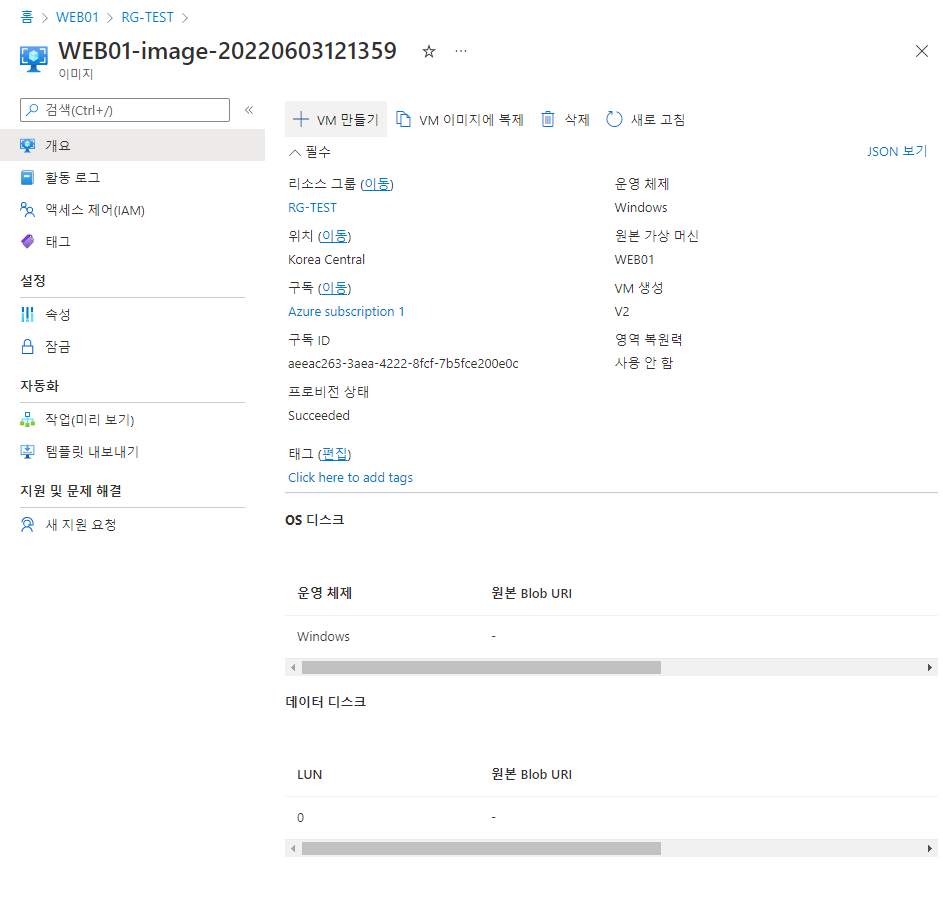 홈 > WEB01 > RG-TEST >
WEB01-image-20220603121359
이미지
검색(Ctrl+/)
개요
활동 로그
액세스 제어(IAM)
태그
설정
속성
잠금
자동화
작업(미리 보기)
템플릿 내보내기
지원 및 문제 해결
새 지원 요청
VM 만들기 VM 이미지에 복제 삭제 새로 고침
필수 JSON 보기
리소스 그룹 (이동)
RG-TEST
위치 (이동)
Korea Central
구독 (이동)
Azure subscription 1
구독 ID
aeeac263-3aea-4222-8fcf-7b5fce200e0c
프로비전 상태
Succeeded
운영 체제
Windows
원본 가상 머신
WEB01
VM 생성
V2
영역 복원력
사용 안 함
태그 (편집)
Click here to add tags
OS 디스크
운영 체제 원본 Blob URI
Windows -
데이터 디스크
LUN 원본 Blob URI
0 -